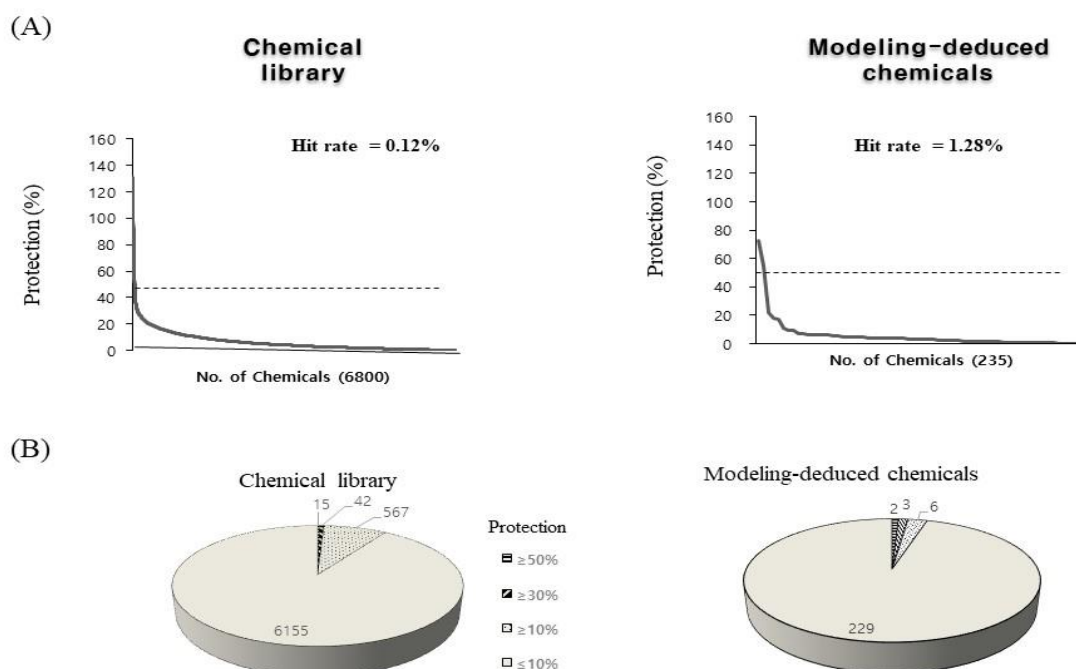 (A)
Chemical
library
Modeling-deduced
chemicals
160
140
120
100
80
60
40
20
0
Protection (%)
Hit rate = 0.12%
No. of Chemicals (6800)
160
140
120
100
80
60
40
20
0
Protection (%)
Hit rate = 1.28%
No. of Chemicals (235)
(B)
Chemical library
15 42 567
6155
Protection
≥50%
≥30%
≥10%
≤10%
Modeling-deduced chemicals
2 3 6
229